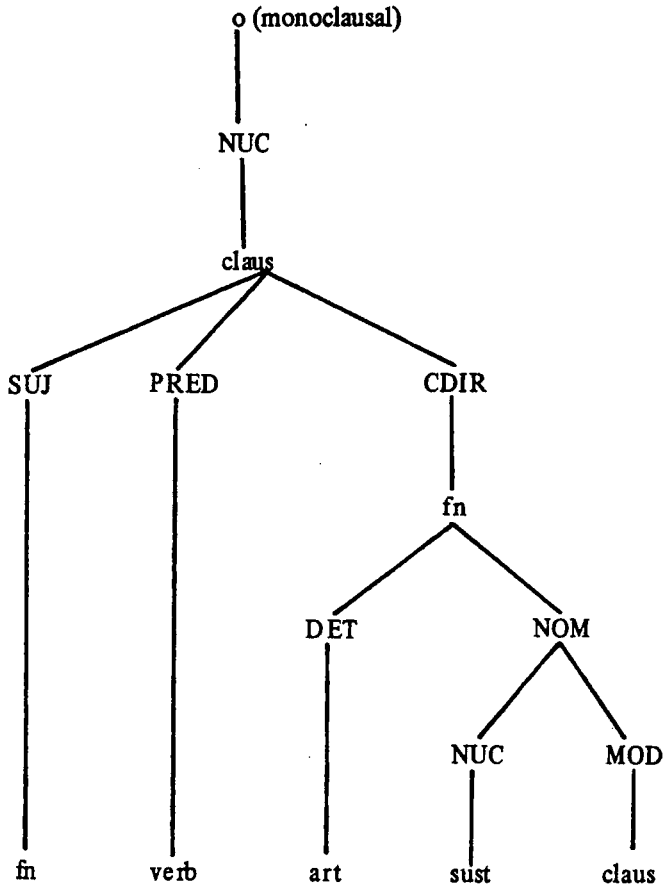 o (monoclausal)
NUC
claus
SUJ PRED CDIR
fn
DET NOM
NUC MOD
fn verb art sust claus